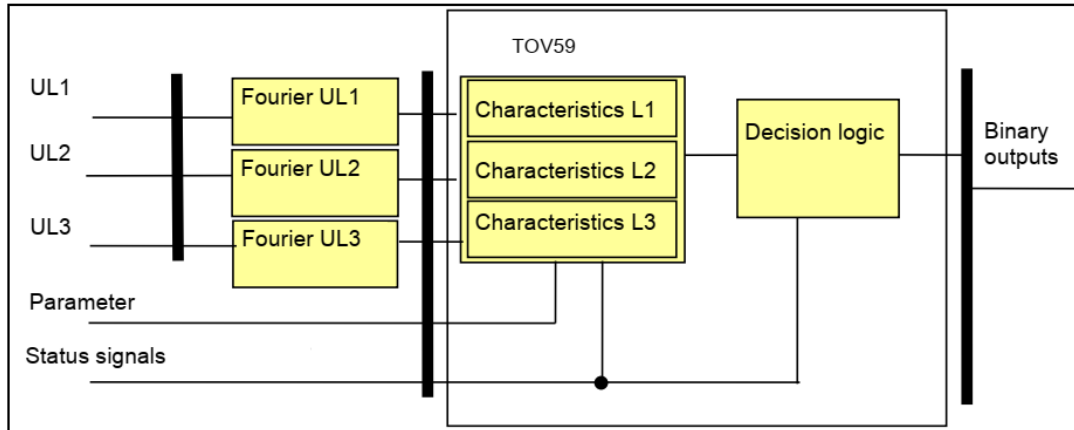 TOV59
UL1
UL2
UL3
Parameter
Status signals
Fourier UL1
Fourier UL2
Fourier UL3
Characteristics L1
Characteristics L2
Characteristics L3
Decision logic
Binary
outputs